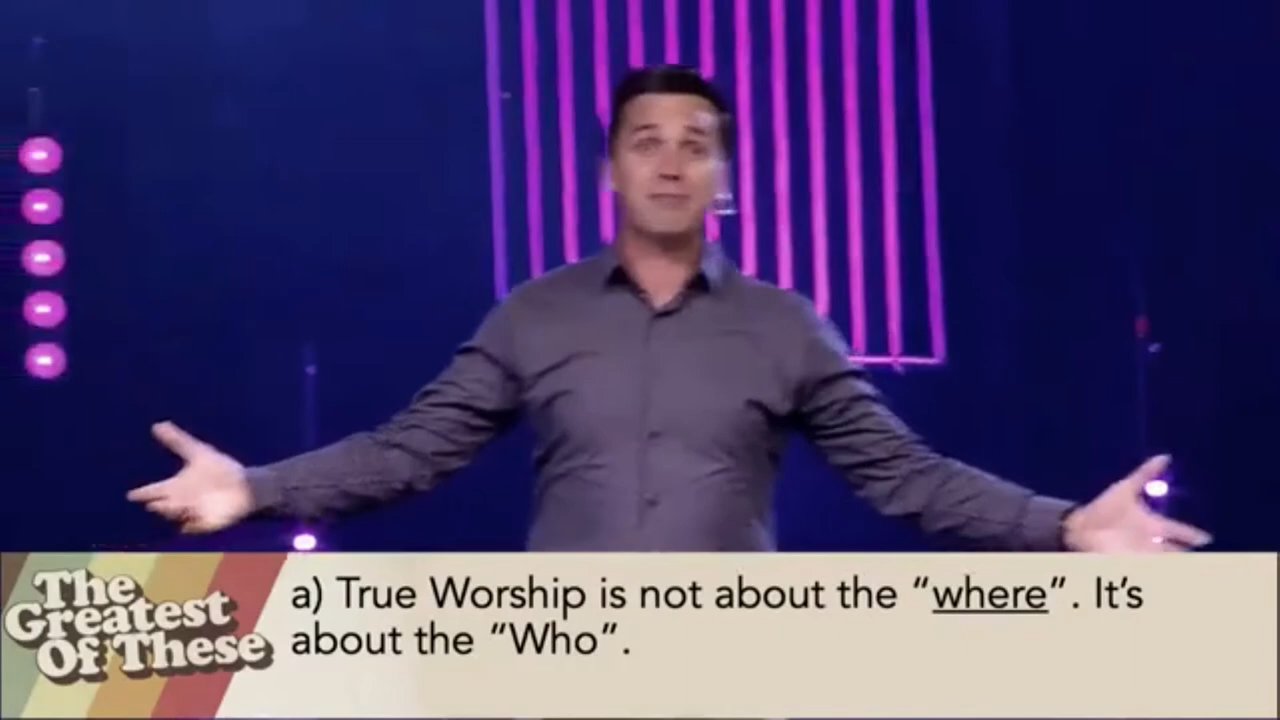 The
Greatest
Of These
a) True Worship is not about the “where”. It’s
about the “Who”.